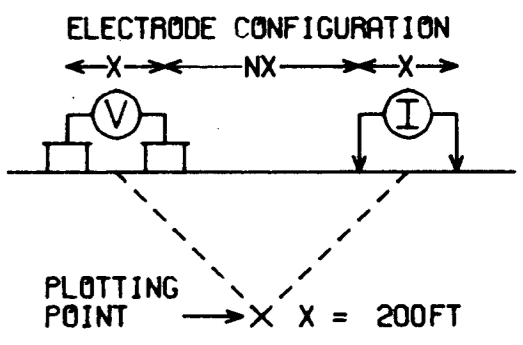 ELECTRODE CONFIGURATION
X NX X
V I
PLOTTING
POINT X = 200FT